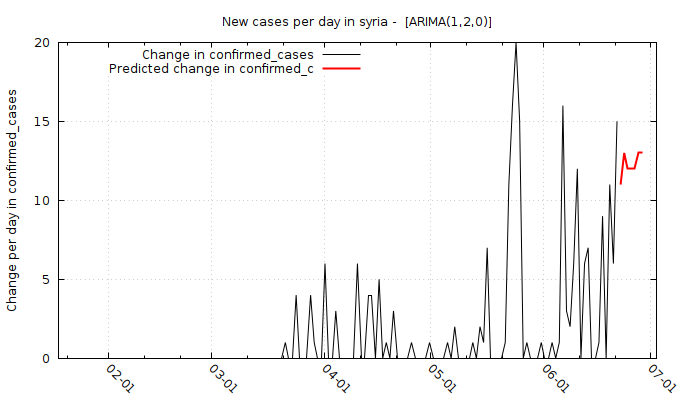 New cases per day in syria -  [ARIMA(1,2,0)]
Change in confirmed_cases
Predicted change in confirmed_c
Change per day in confirmed_cases
20
15
10
5
0
02-01
03-01
04-01
05-01
06-01
07-01